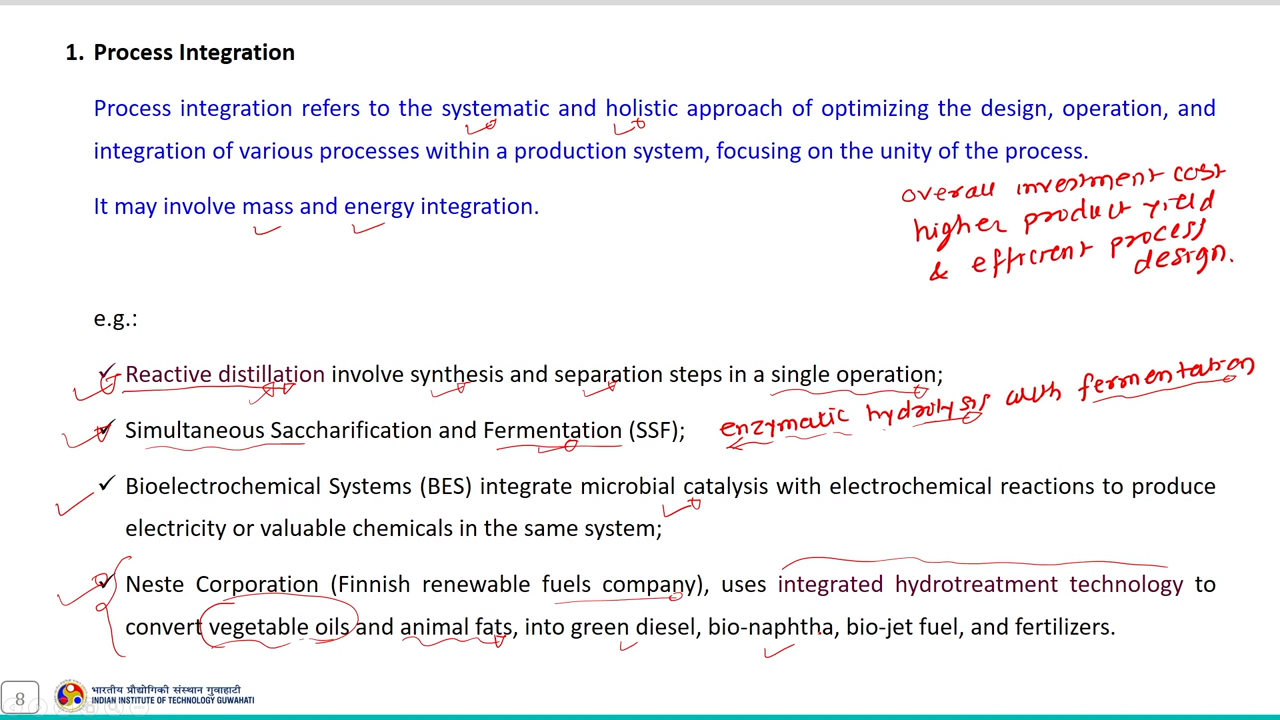 1. Process Integration
Process integration refers to the systematic and holistic approach of optimizing the design, operation, and
integration of various processes within a production system, focusing on the unity of the process.
It may involve mass and energy integration.
overall investment cost
higher product yield
& efficient process
design.
e.g.:
✓ Reactive distillation involve synthesis and separation steps in a single operation;
✓ Simultaneous Saccharification and Fermentation (SSF);
enzymatic hydrolysis with fermentation
✓ Bioelectrochemical Systems (BES) integrate microbial catalysis with electrochemical reactions to produce
electricity or valuable chemicals in the same system;
✓ Neste Corporation (Finnish renewable fuels company), uses integrated hydrotreatment technology to
convert vegetable oils and animal fats, into green diesel, bio-naphtha, bio-jet fuel, and fertilizers.
8
भारतीय प्रौद्योगिकी संस्थान गुवाहाटी
INDIAN INSTITUTE OF TECHNOLOGY GUWAHATI